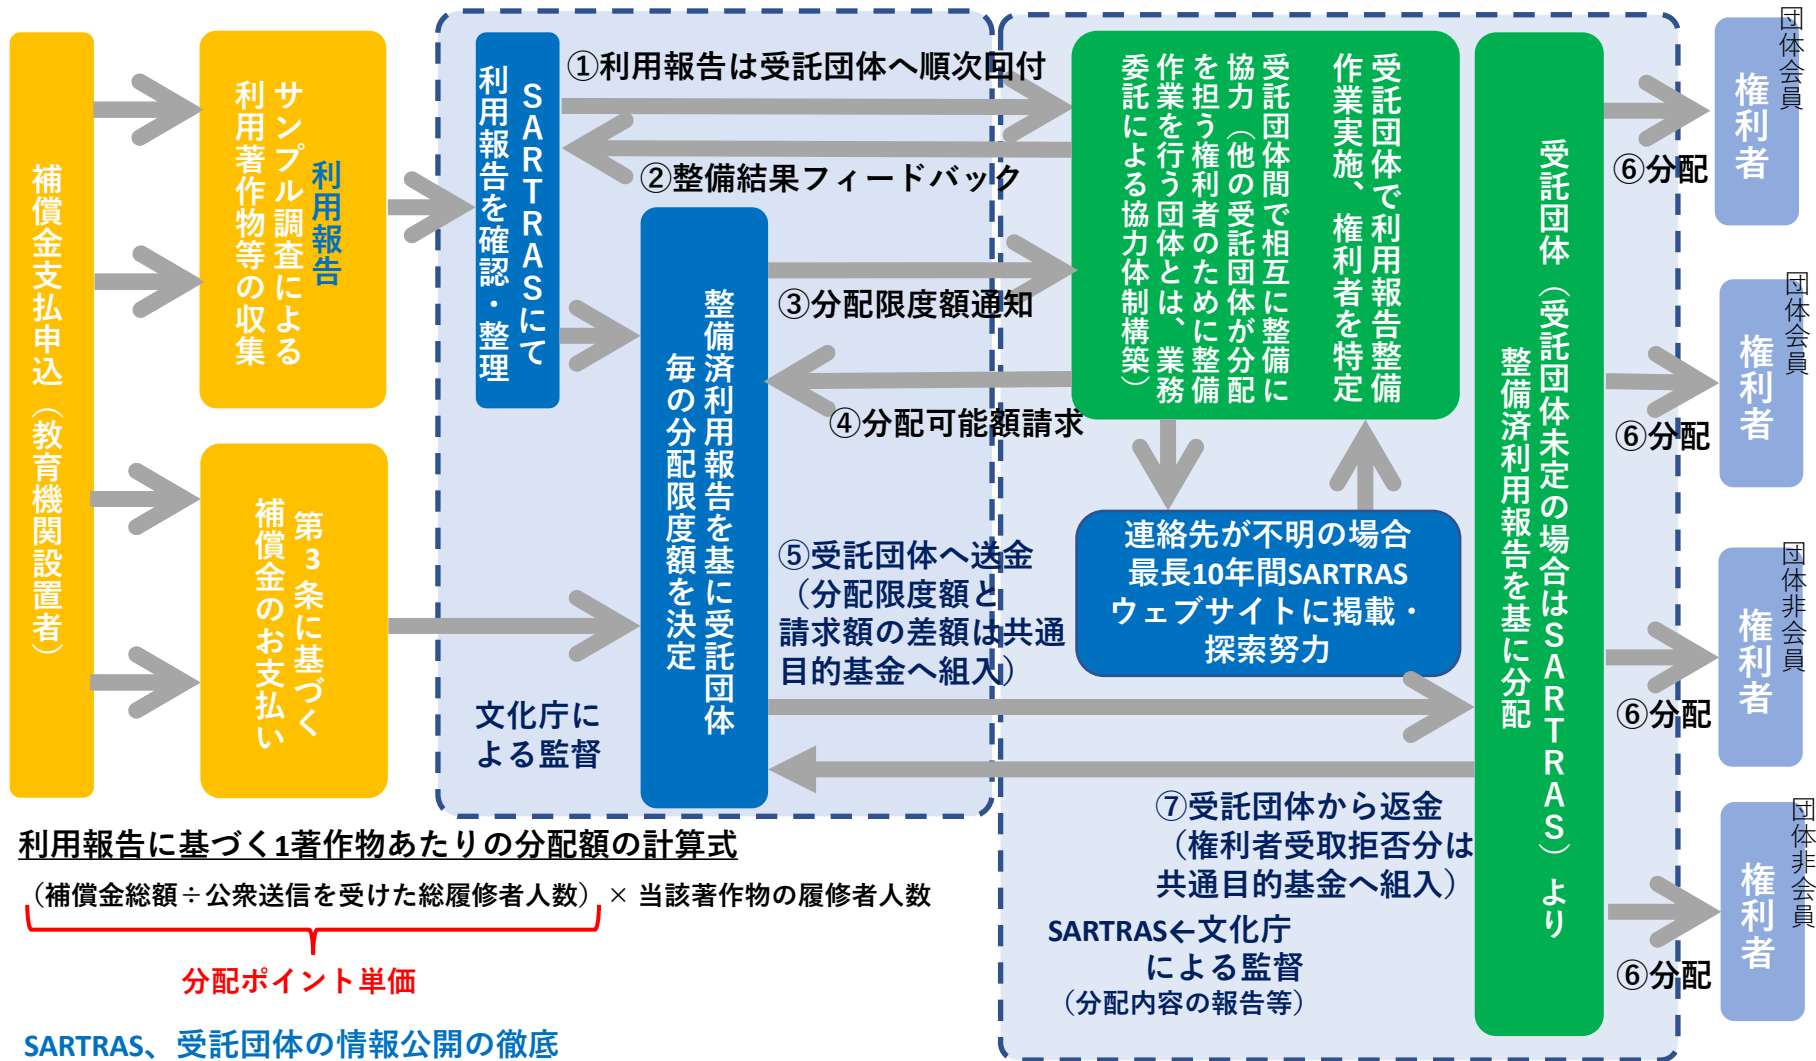 補償金支払申込（教育機関設置者）
利用報告
サンプル調査による
利用著作物等の収集
第３条に基づく
補償金のお支払い
ＳＡＲＴＲＡＳにて
利用報告を確認・整理
①利用報告は受託団体へ順次回付
②整備結果フィードバック
整備済利用報告を基に受託団体
毎の分配限度額を決定
③分配限度額通知
④分配可能額請求
⑤受託団体へ送金
（分配限度額と
請求額の差額は共通
目的基金へ組入）
文化庁に
よる監督
受託団体で利用報告整備
作業実施、権利者を特定
受託団体間で相互に整備に
協力（他の受託団体が分配
を担う権利者のために整備
作業を行う団体とは、業務
委託による協力体制構築）
連絡先が不明の場合
最長10年間SARTRAS
ウェブサイトに掲載・
探索努力
受託団体（受託団体未定の場合はＳＡＲＴＲＡＳ）より
整備済利用報告を基に分配
⑦受託団体から返金
（権利者受取拒否分は
共通目的基金へ組入）
SARTRAS←文化庁
による監督
（分配内容の報告等）
⑥分配
権利者
団体会員
⑥分配
権利者
団体会員
⑥分配
権利者
団体非会員
⑥分配
権利者
団体非会員
利用報告に基づく1著作物あたりの分配額の計算式
（補償金総額÷公衆送信を受けた総履修者人数）× 当該著作物の履修者人数
分配ポイント単価
SARTRAS、受託団体の情報公開の徹底